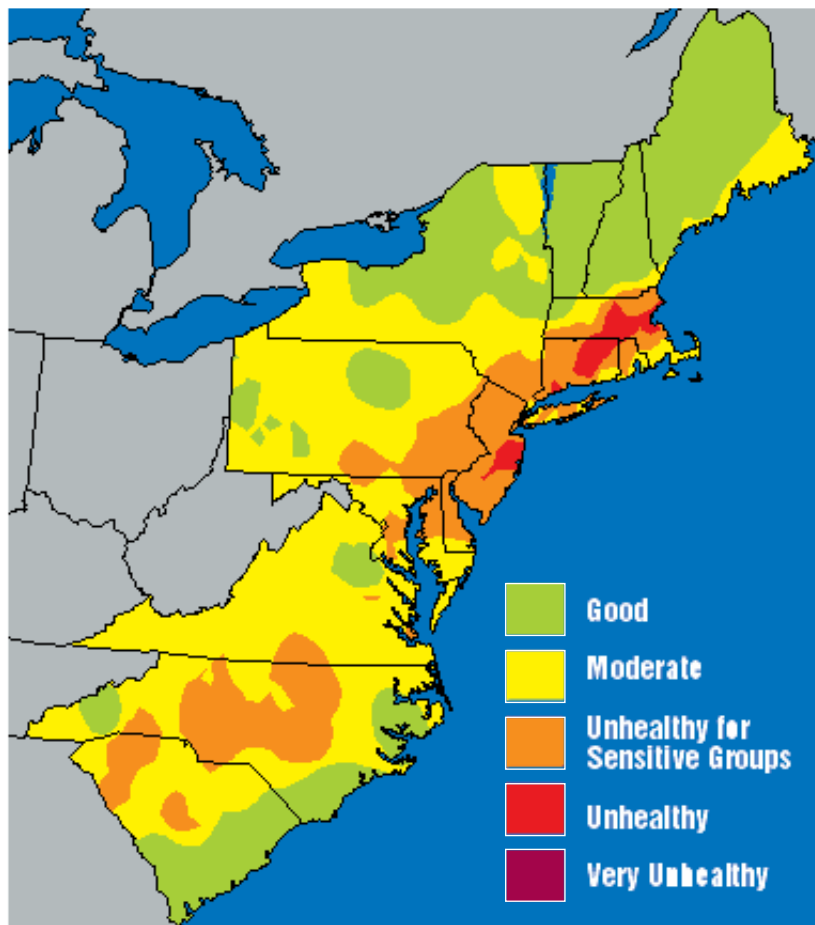 Good
Moderate
Unhealthy for
Sensitive Groups
Unhealthy
Very Unhealthy